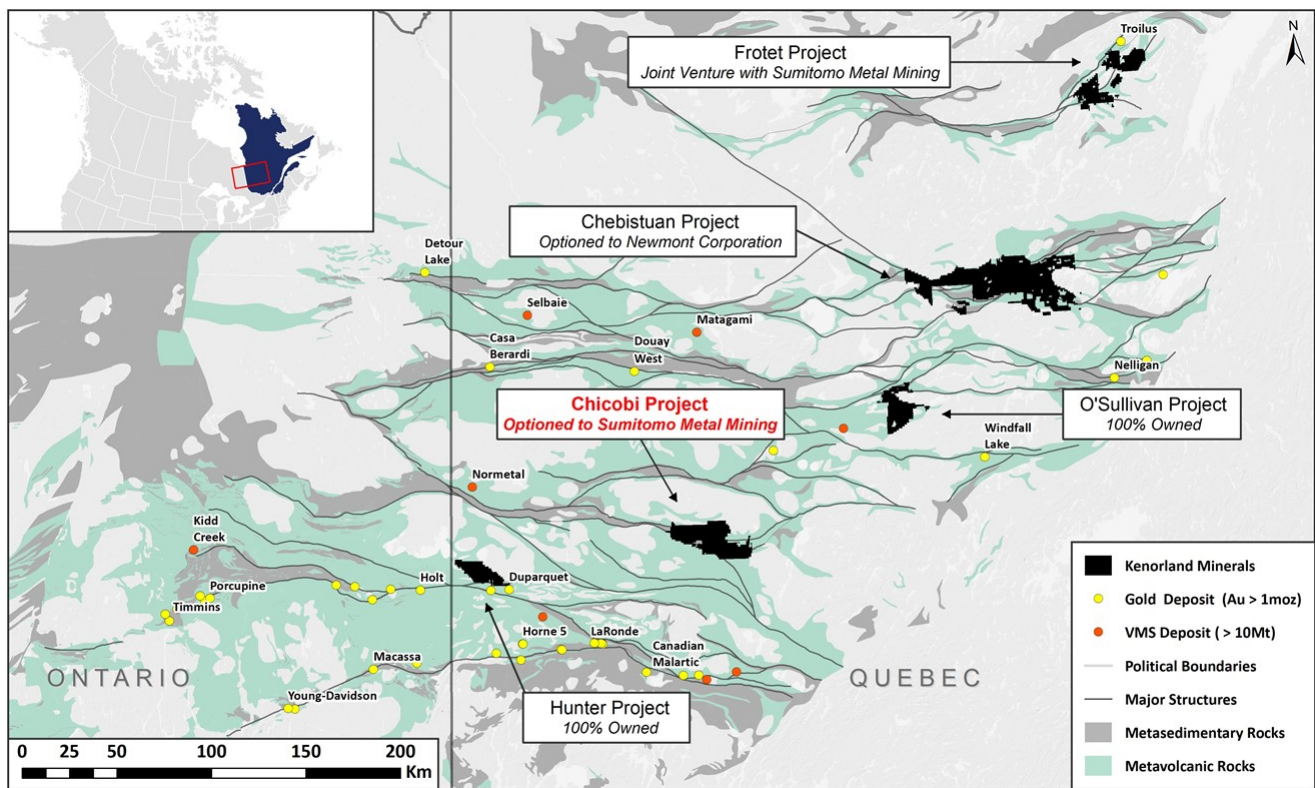 Troilus
N
Frotet Project
Joint Venture with Sumitomo Metal Mining
Chebistuan Project
Optioned to Newmont Corporation
Detour
Lake
Selbaie
Matagami
Casa
Berardi
Douay
West
Nelligan
Chicobi Project
Optioned to Sumitomo Metal Mining
O'Sullivan Project
100% Owned
Windfall
Lake
Normetal
Kidd
Creek
Porcupine
Timmins
Holt
Duparquet
Horne 5
LaRonde
Canadian
Malartic
Macassa
Young-Davidson
ONTARIO
QUEBEC
Hunter Project
100% Owned
0 25 50 100 150 200
Km
Kenorland Minerals
Gold Deposit (Au > 1moz)
VMS Deposit ( > 10Mt)
Political Boundaries
Major Structures
Metasedimentary Rocks
Metavolcanic Rocks